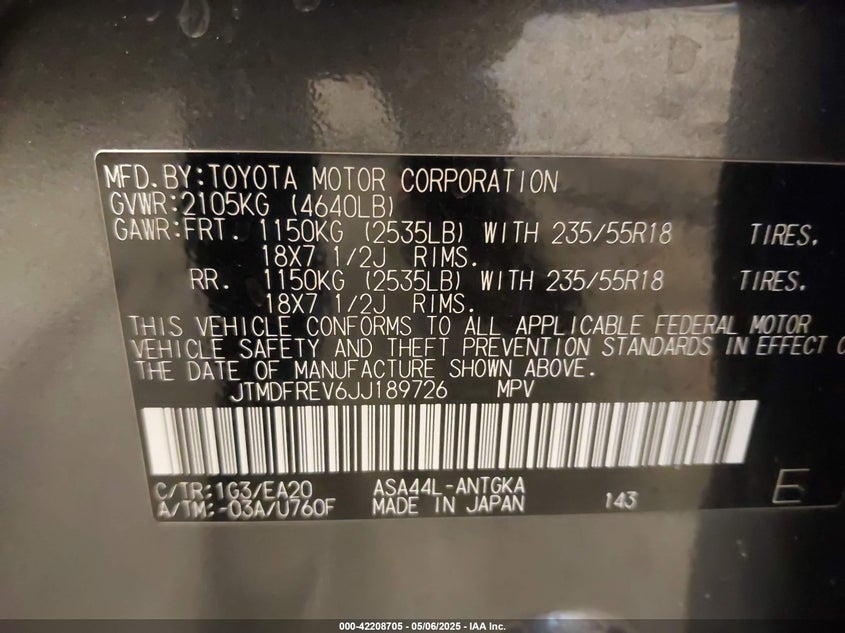 MFD.BY:TOYOTA MOTOR CORPORATION
GVWR:2105KG (4640LB)
GAWR:FRT. 1150KG (2535LB) WITH 235/55R18 TIRES.
18X7 1/2J RIMS.
RR. 1150KG (2535LB) WITH 235/55R18 TIRES.
18X7 1/2J RIMS.
THIS VEHICLE CONFORMS TO ALL APPLICABLE FEDERAL MOTOR
VEHICLE SAFETY AND THEFT PREVENTION STANDARDS IN EFFECT O
THE DATE OF MANUFACTURE SHOWN ABOVE.
JTMDFREV6JJ189726 MPV
C/TR:1G3/EA20 ASA44L-ANTGKA
A/TM:-03A/U760F MADE IN JAPAN 143 E
000-42208705 - 05/06/2025 - IAA Inc.